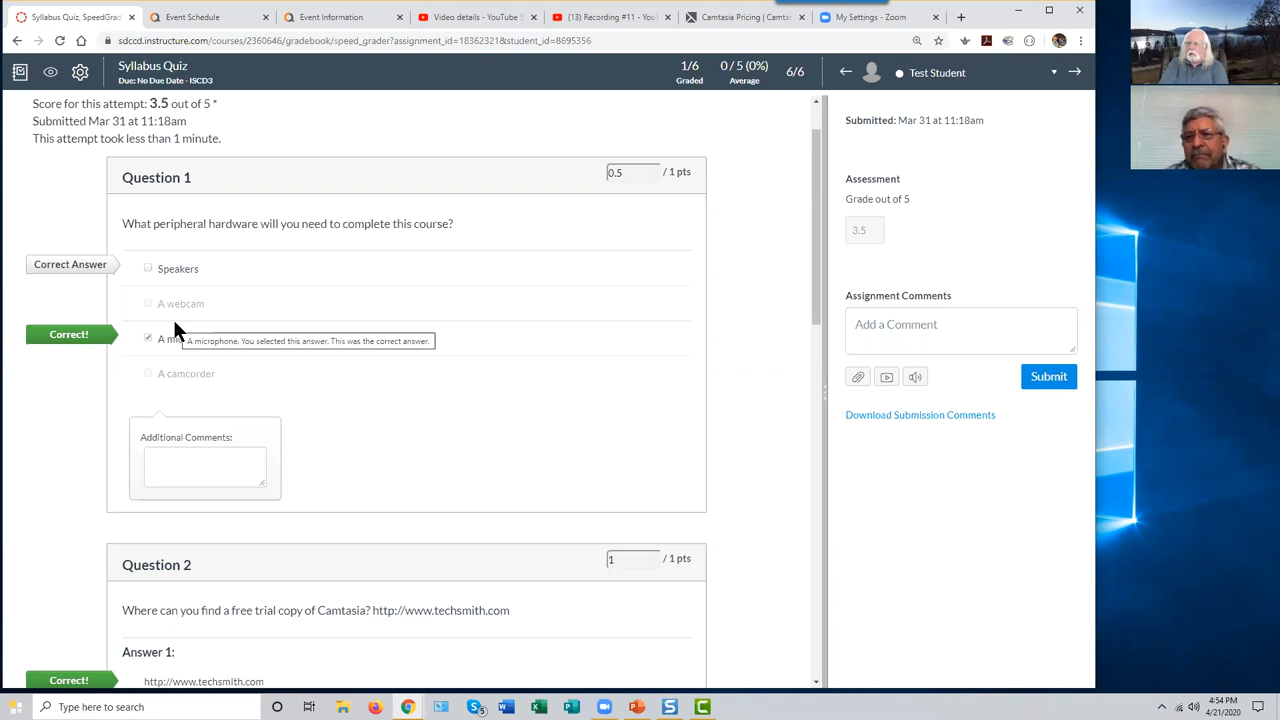 Syllabus Quiz, SpeedGra
Event Schedule
Event Information
Video details - YouTube S
(13) Recording #11 - YouTu
Camtasia Pricing | Camtas
My Settings - Zoom
sdccd.instructure.com/courses/2360646/gradebook/speed_grader?assignment_id=18362321&student_id=8695356
Syllabus Quiz
Due: No Due Date - ISCD3
1/6
Graded
0 / 5 (0%)
Average
6/6
Test Student
Score for this attempt: 3.5 out of 5 *
Submitted Mar 31 at 11:18am
This attempt took less than 1 minute.
Question 1
0.5 / 1 pts
What peripheral hardware will you need to complete this course?
Correct Answer
Speakers
A webcam
Correct!
A mi
A microphone. You selected this answer. This was the correct answer.
A camcorder
Additional Comments:
Question 2
1 / 1 pts
Where can you find a free trial copy of Camtasia? http://www.techsmith.com
Answer 1:
Correct!
http://www.techsmith.com
Submitted: Mar 31 at 11:18am
Assessment
Grade out of 5
3.5
Assignment Comments
Add a Comment
Submit
Download Submission Comments
Type here to search
5
4:54 PM
4/21/2020